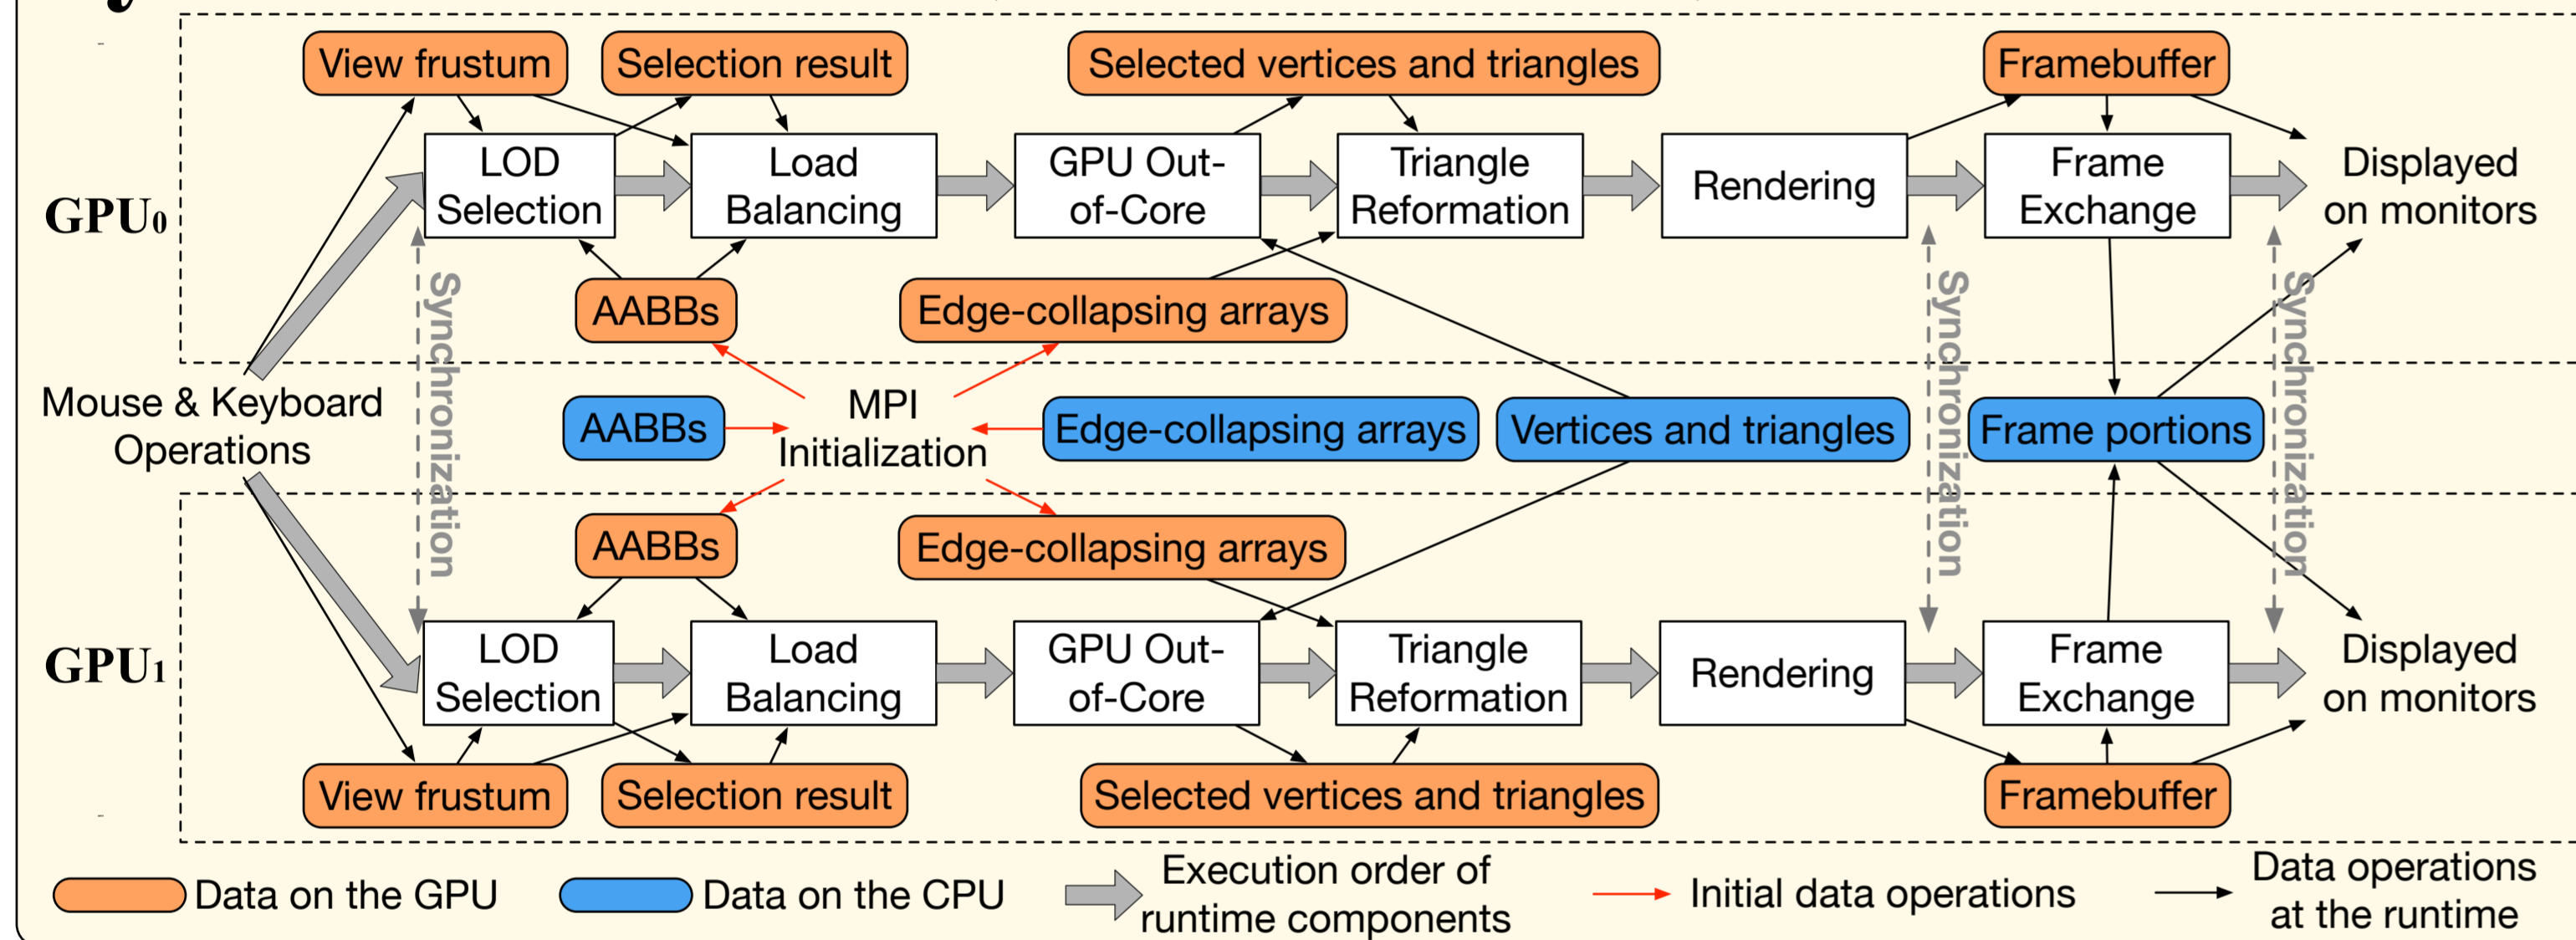 View frustum
Selection result
Selected vertices and triangles
Framebuffer
GPU0
LOD
Selection
Load
Balancing
GPU Out-
of-Core
Triangle
Reformation
Rendering
Frame
Exchange
Displayed
on monitors
AABBs
Edge-collapsing arrays
Synchronization
Synchronization
Synchronization
Mouse & Keyboard
Operations
AABBs
MPI
Initialization
Edge-collapsing arrays
Vertices and triangles
Frame portions
AABBs
Edge-collapsing arrays
GPU1
LOD
Selection
Load
Balancing
GPU Out-
of-Core
Triangle
Reformation
Rendering
Frame
Exchange
Displayed
on monitors
View frustum
Selection result
Selected vertices and triangles
Framebuffer
Data on the GPU
Data on the CPU
Execution order of
runtime components
Initial data operations
Data operations
at the runtime